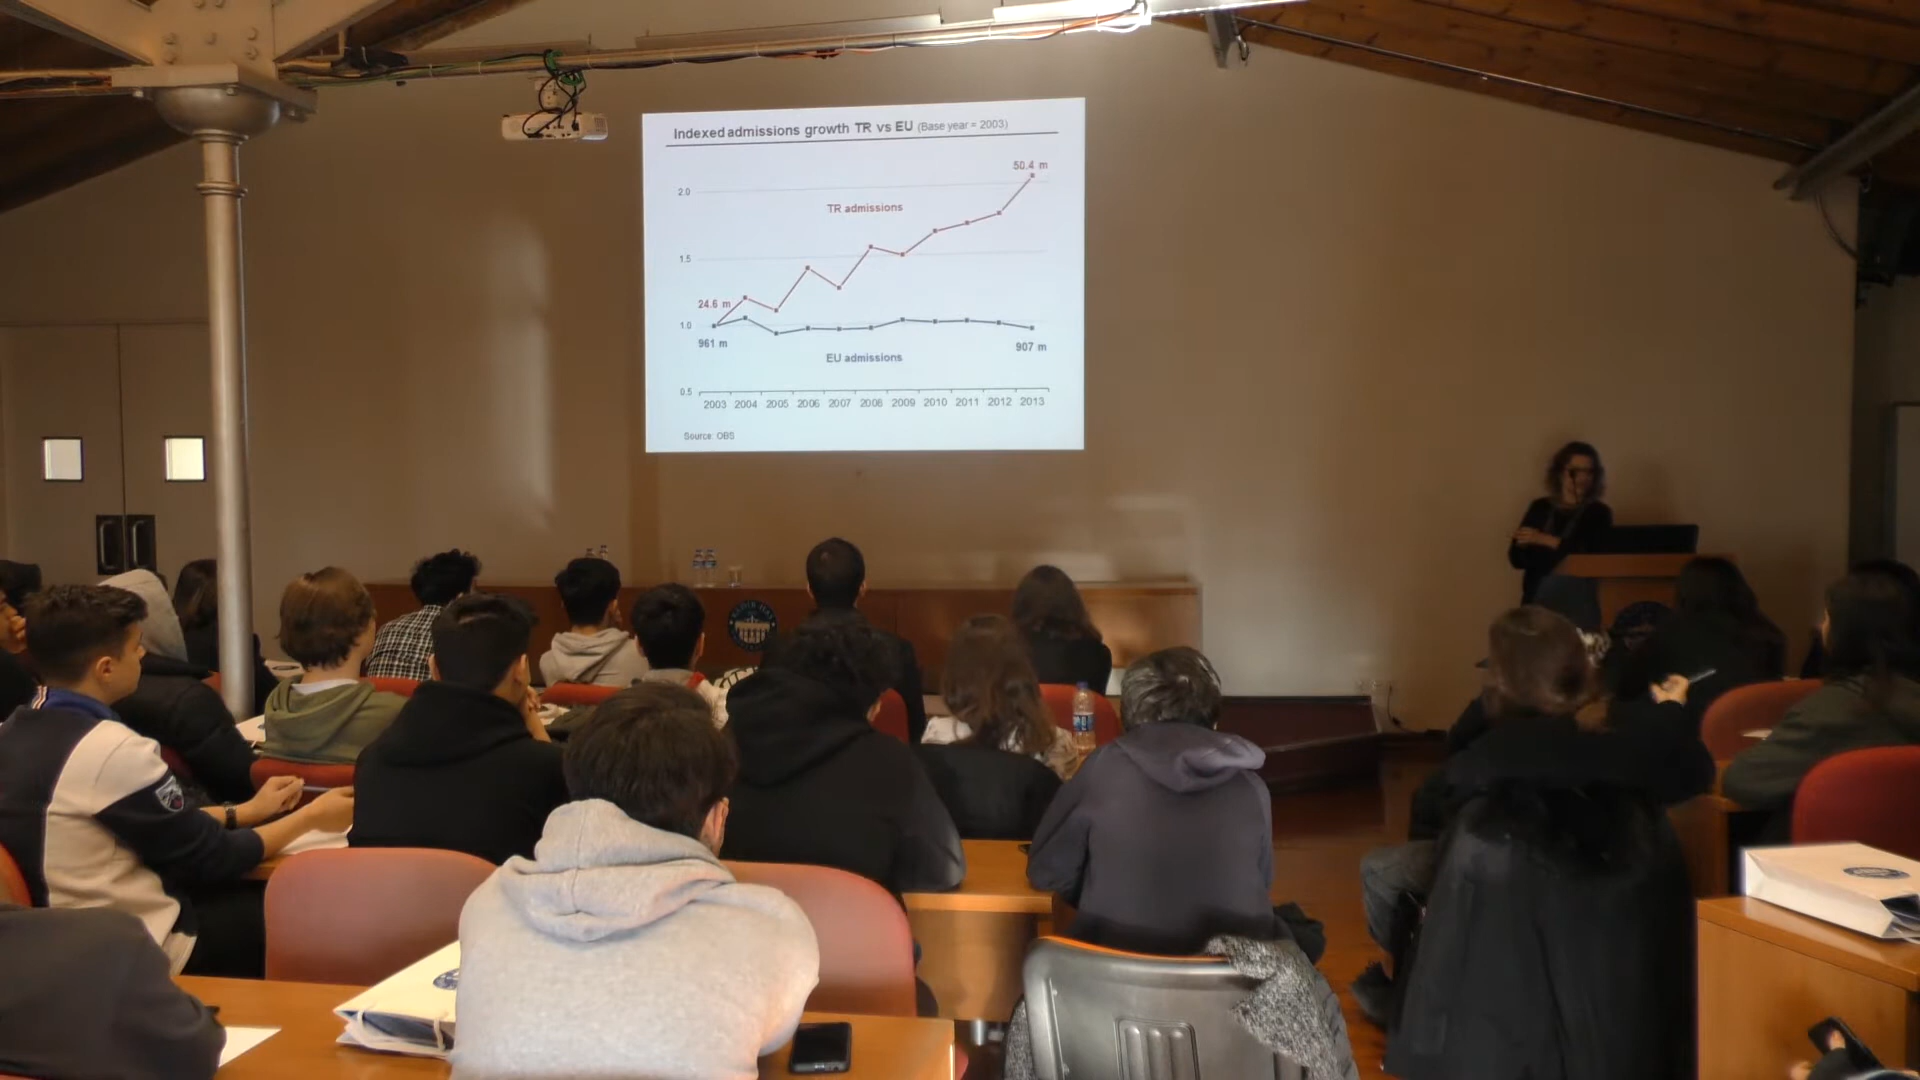 Indexed admissions growth TR vs EU (Base year = 2003)
50.4 m
2.0
TR admissions
1.5
24.6 m
1.0
961 m
907 m
EU admissions
0.5
2003 2004 2005 2006 2007 2008 2009 2010 2011 2012 2013
Source: OBS